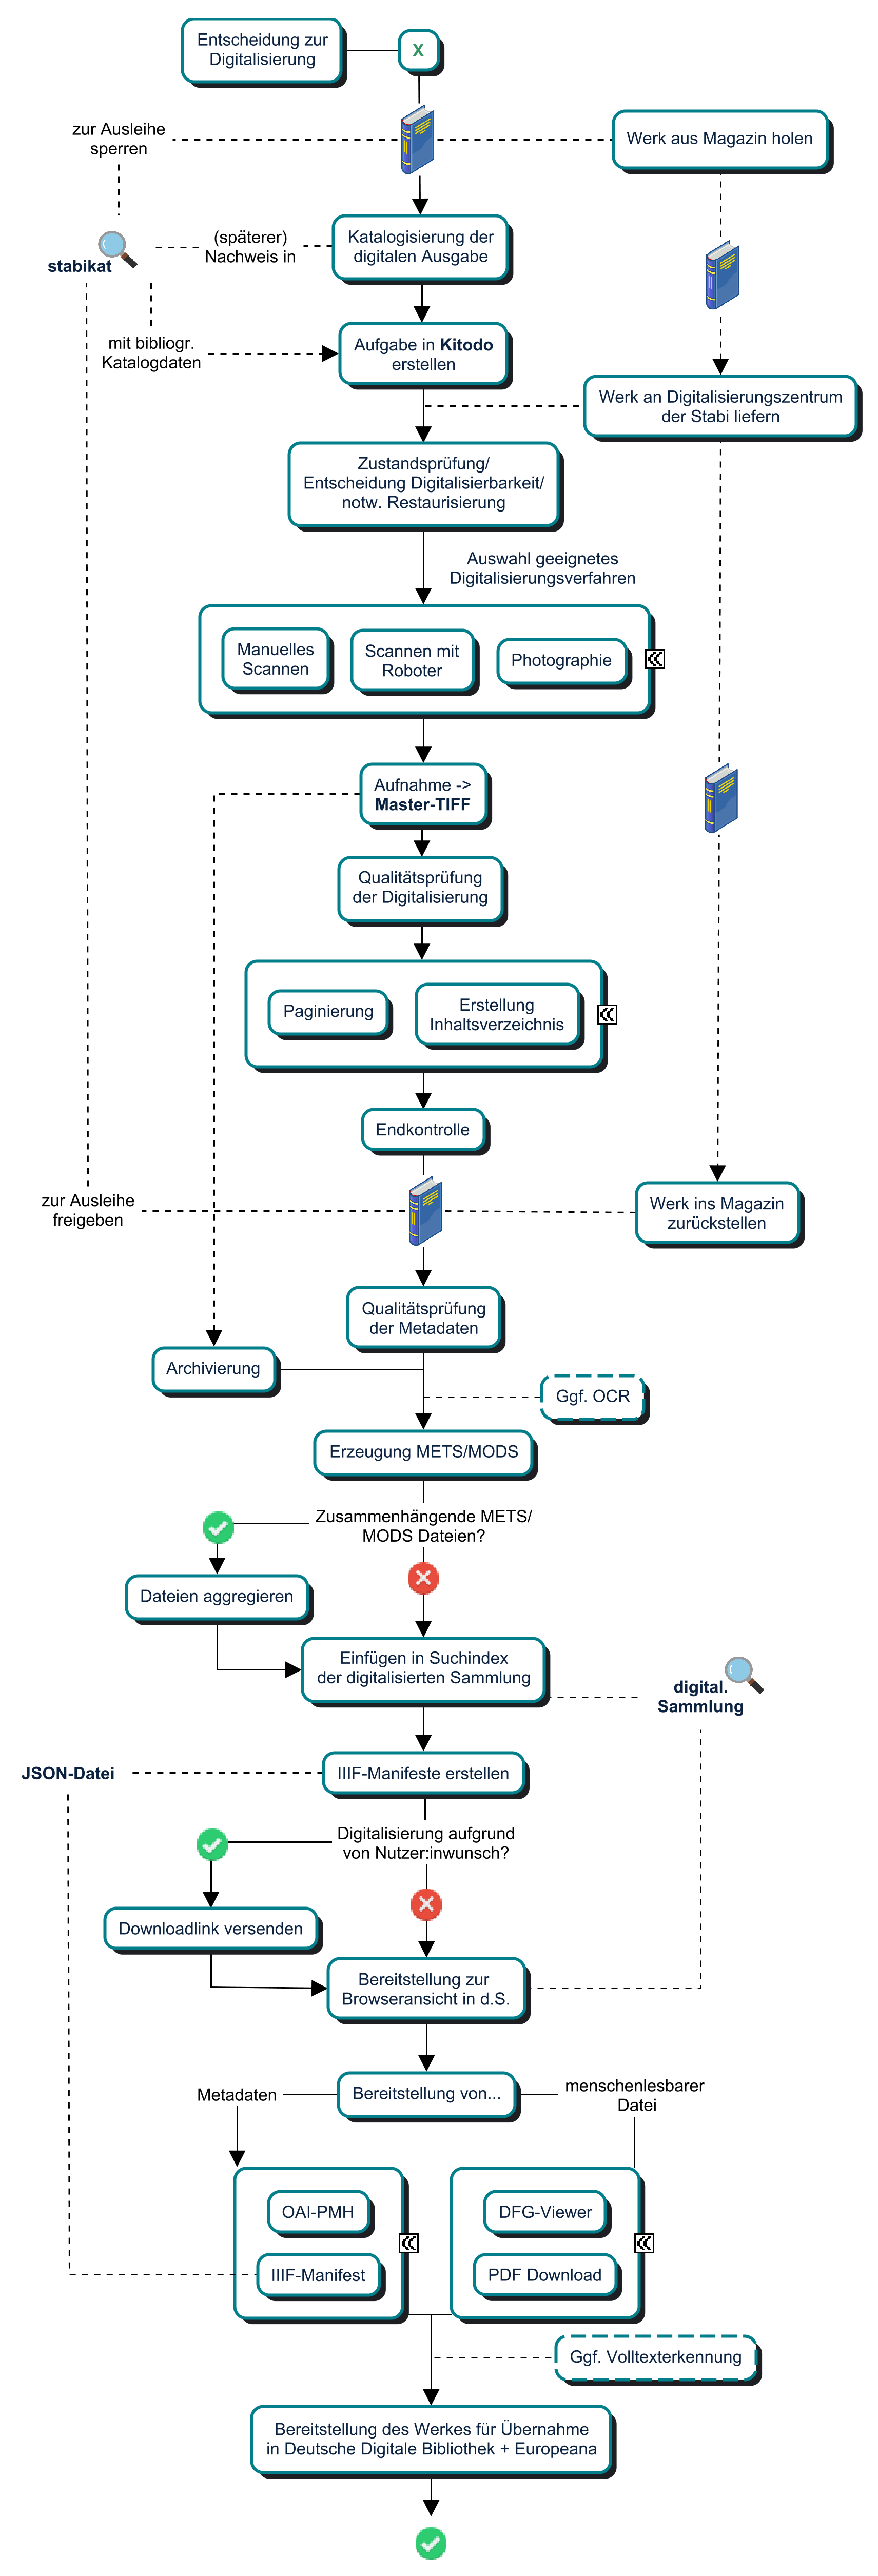 Entscheidung zur
Digitalisierung
X
zur Ausleihe
sperren
Werk aus Magazin holen
(späterer)
Nachweis in
Katalogisierung der
digitalen Ausgabe
stabikat
mit bibliogr.
Katalogdaten
Aufgabe in Kitodo
erstellen
Werk an Digitalisierungszentrum
der Stabi liefern
Zustandsprüfung/
Entscheidung Digitalisierbarkeit/
notw. Restaurisierung
Auswahl geeignetes
Digitalisierungsverfahren
Manuelles
Scannen
Scannen mit
Roboter
Photographie
Aufnahme ->
Master-TIFF
Qualitätsprüfung
der Digitalisierung
Paginierung
Erstellung
Inhaltsverzeichnis
Endkontrolle
zur Ausleihe
freigeben
Werk ins Magazin
zurückstellen
Qualitätsprüfung
der Metadaten
Archivierung
Ggf. OCR
Erzeugung METS/MODS
Zusammenhängende METS/
MODS Dateien?
Dateien aggregieren
Einfügen in Suchindex
der digitalisierten Sammlung
digital.
Sammlung
JSON-Datei
IIIF-Manifeste erstellen
Digitalisierung aufgrund
von Nutzer:inwunsch?
Downloadlink versenden
Bereitstellung zur
Browseransicht in d.S.
Metadaten
Bereitstellung von...
menschenlesbarer
Datei
OAI-PMH
DFG-Viewer
IIIF-Manifest
PDF Download
Ggf. Volltexterkennung
Bereitstellung des Werkes für Übernahme
in Deutsche Digitale Bibliothek + Europeana